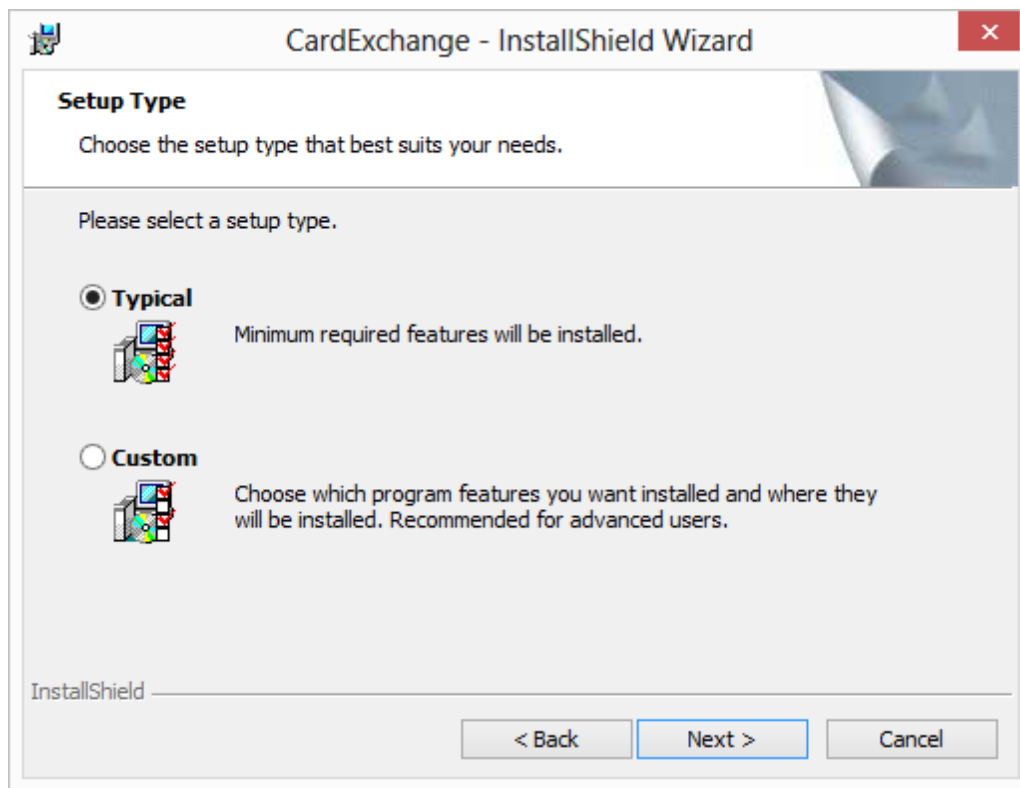 CardExchange - InstallShield Wizard
Setup Type
Choose the setup type that best suits your needs.
Please select a setup type.
Typical
Minimum required features will be installed.
Custom
Choose which program features you want installed and where they
will be installed. Recommended for advanced users.
InstallShield
< Back
Next >
Cancel